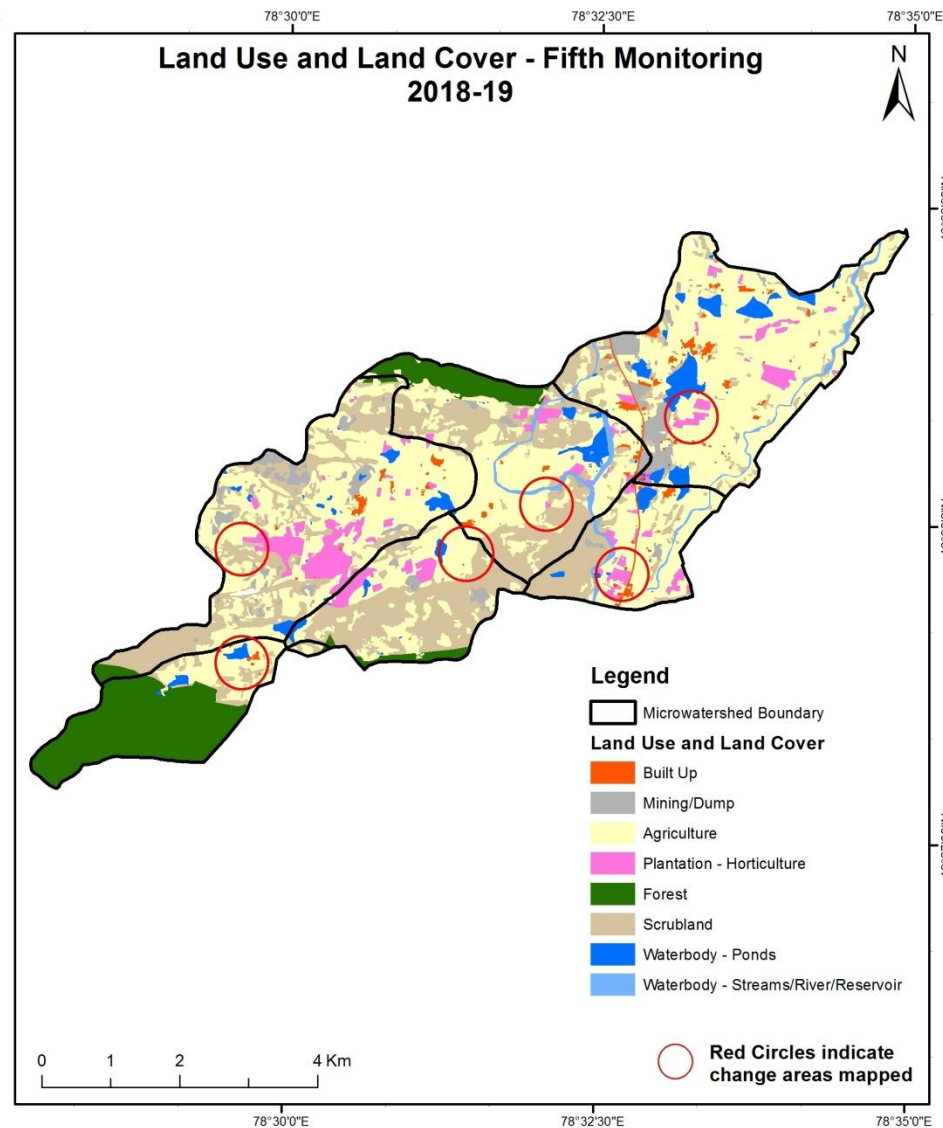 78°30'0"E 78°32'30"E 78°35'0"E
Land Use and Land Cover - Fifth Monitoring
2018-19
N
Legend
Microwatershed Boundary
Land Use and Land Cover
Built Up
Mining/Dump
Agriculture
Plantation - Horticulture
Forest
Scrubland
Waterbody - Ponds
Waterbody - Streams/River/Reservoir
Red Circles indicate
change areas mapped
0 1 2 4 Km
78°30'0"E 78°32'30"E 78°35'0"E